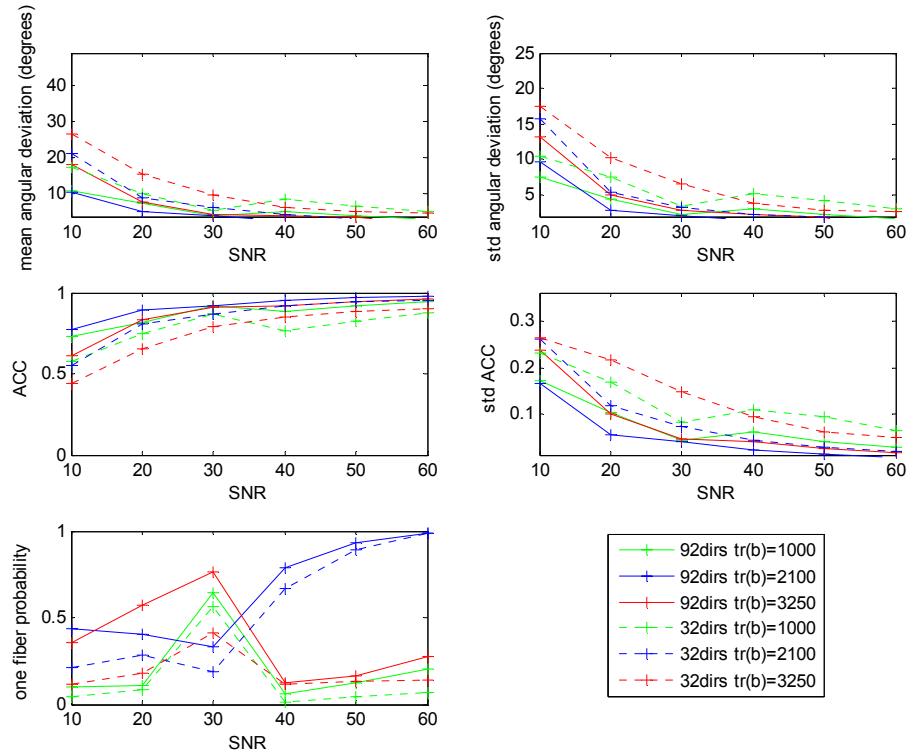 mean angular deviation (degrees)
40
30
20
10
10 20 30 40 50 60
SNR
std angular deviation (degrees)
25
20
15
10
5
10 20 30 40 50 60
SNR
ACC
1
0.5
0
10 20 30 40 50 60
SNR
std ACC
0.3
0.2
0.1
10 20 30 40 50 60
SNR
one fiber probability
1
0.5
0
10 20 30 40 50 60
SNR
92dirs tr(b)=1000
92dirs tr(b)=2100
92dirs tr(b)=3250
32dirs tr(b)=1000
32dirs tr(b)=2100
32dirs tr(b)=3250